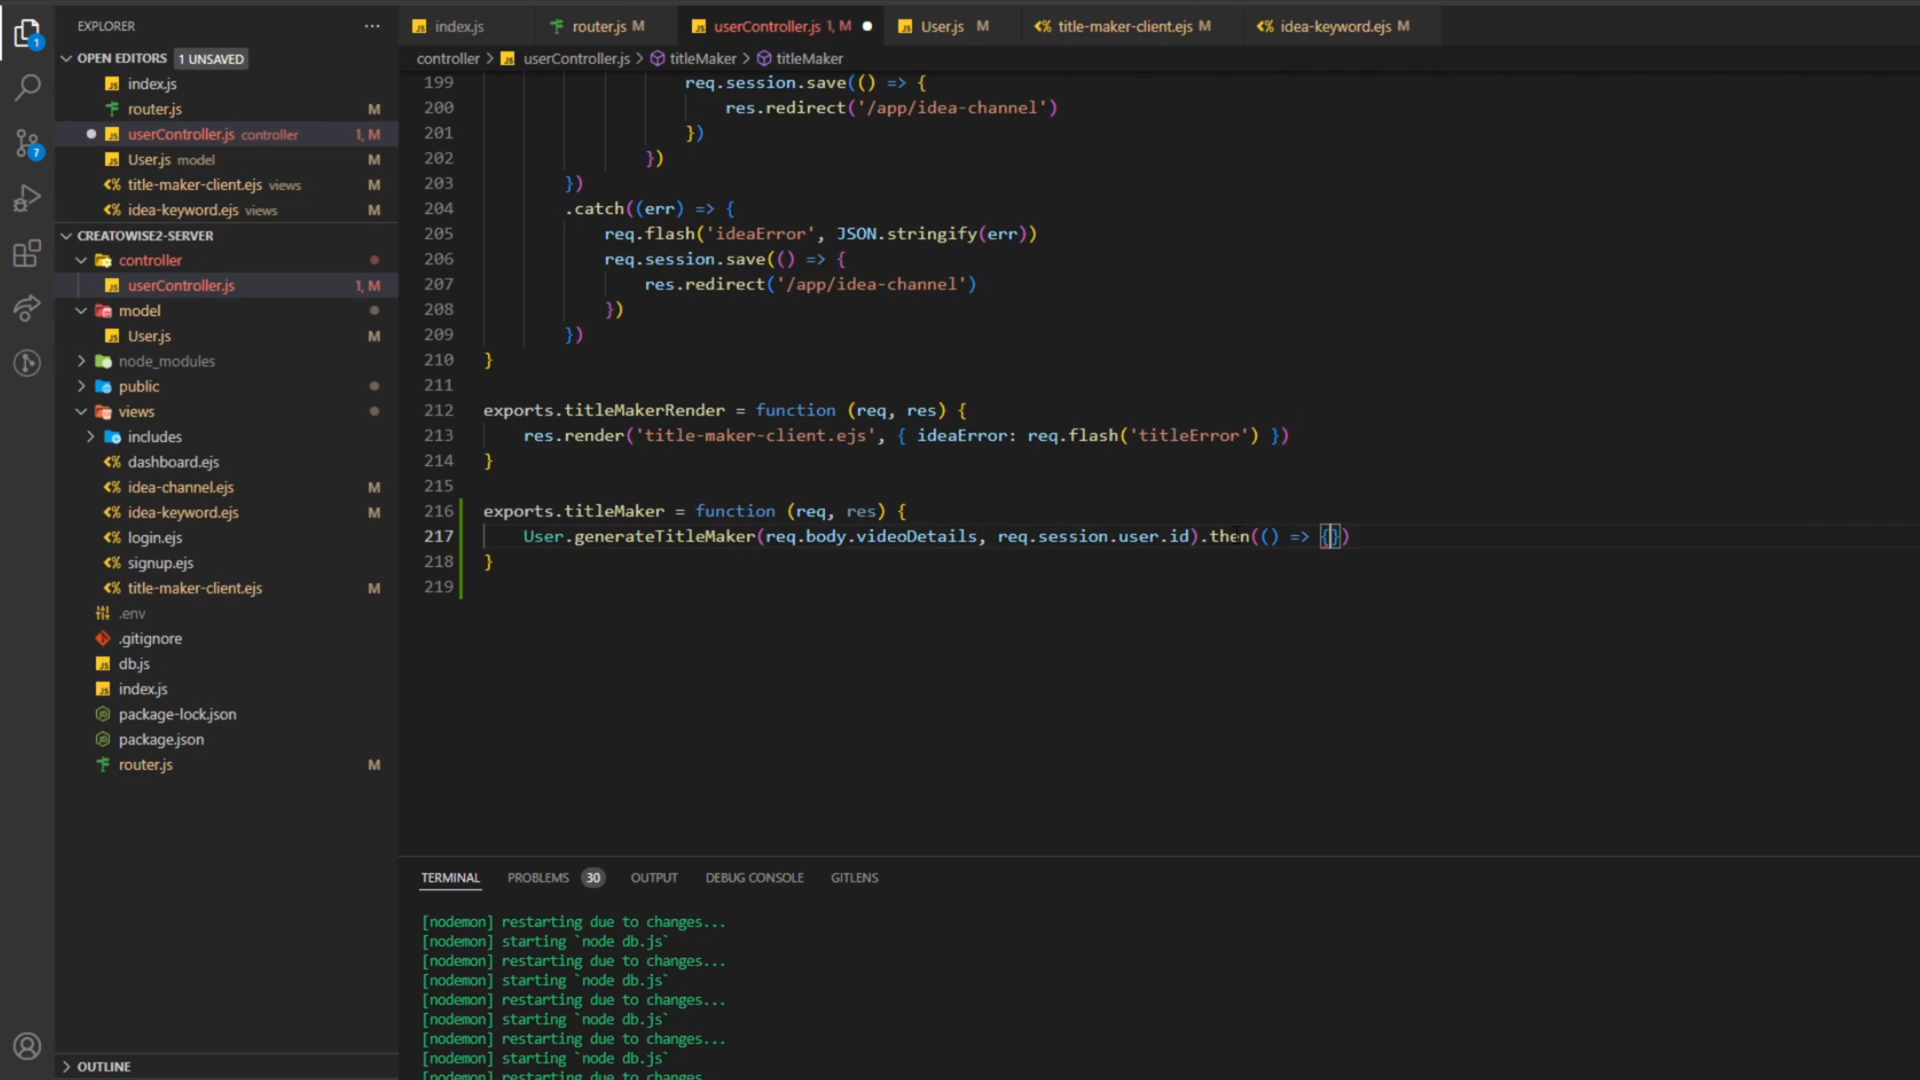 EXPLORER
OPEN EDITORS 1 UNSAVED
index.js
router.js M
userController.js controller 1, M
User.js model M
title-maker-client.ejs views M
idea-keyword.ejs views M
CREATOWISE2-SERVER
controller
userController.js 1, M
model
User.js M
node_modules
public
views
includes
dashboard.ejs
idea-channel.ejs M
idea-keyword.ejs M
login.ejs
signup.ejs
title-maker-client.ejs M
.env
.gitignore
db.js
index.js
package-lock.json
package.json
router.js M
OUTLINE
1
7
index.js router.js M userController.js 1, M User.js M title-maker-client.ejs M idea-keyword.ejs M
controller > userController.js > titleMaker > titleMaker
199 req.session.save(() => {
200 res.redirect('/app/idea-channel')
201 })
202 })
203 })
204 .catch((err) => {
205 req.flash('ideaError', JSON.stringify(err))
206 req.session.save(() => {
207 res.redirect('/app/idea-channel')
208 })
209 })
210 }
211
212 exports.titleMakerRender = function (req, res) {
213 res.render('title-maker-client.ejs', { ideaError: req.flash('titleError') })
214 }
215
216 exports.titleMaker = function (req, res) {
217 User.generateTitleMaker(req.body.videoDetails, req.session.user.id).then(() => {})
218 }
219
TERMINAL PROBLEMS 30 OUTPUT DEBUG CONSOLE GITLENS
[nodemon] restarting due to changes...
[nodemon] starting `node db.js`
[nodemon] restarting due to changes...
[nodemon] starting `node db.js`
[nodemon] restarting due to changes...
[nodemon] starting `node db.js`
[nodemon] restarting due to changes...
[nodemon] starting `node db.js`
[nodemon] restarting due to changes